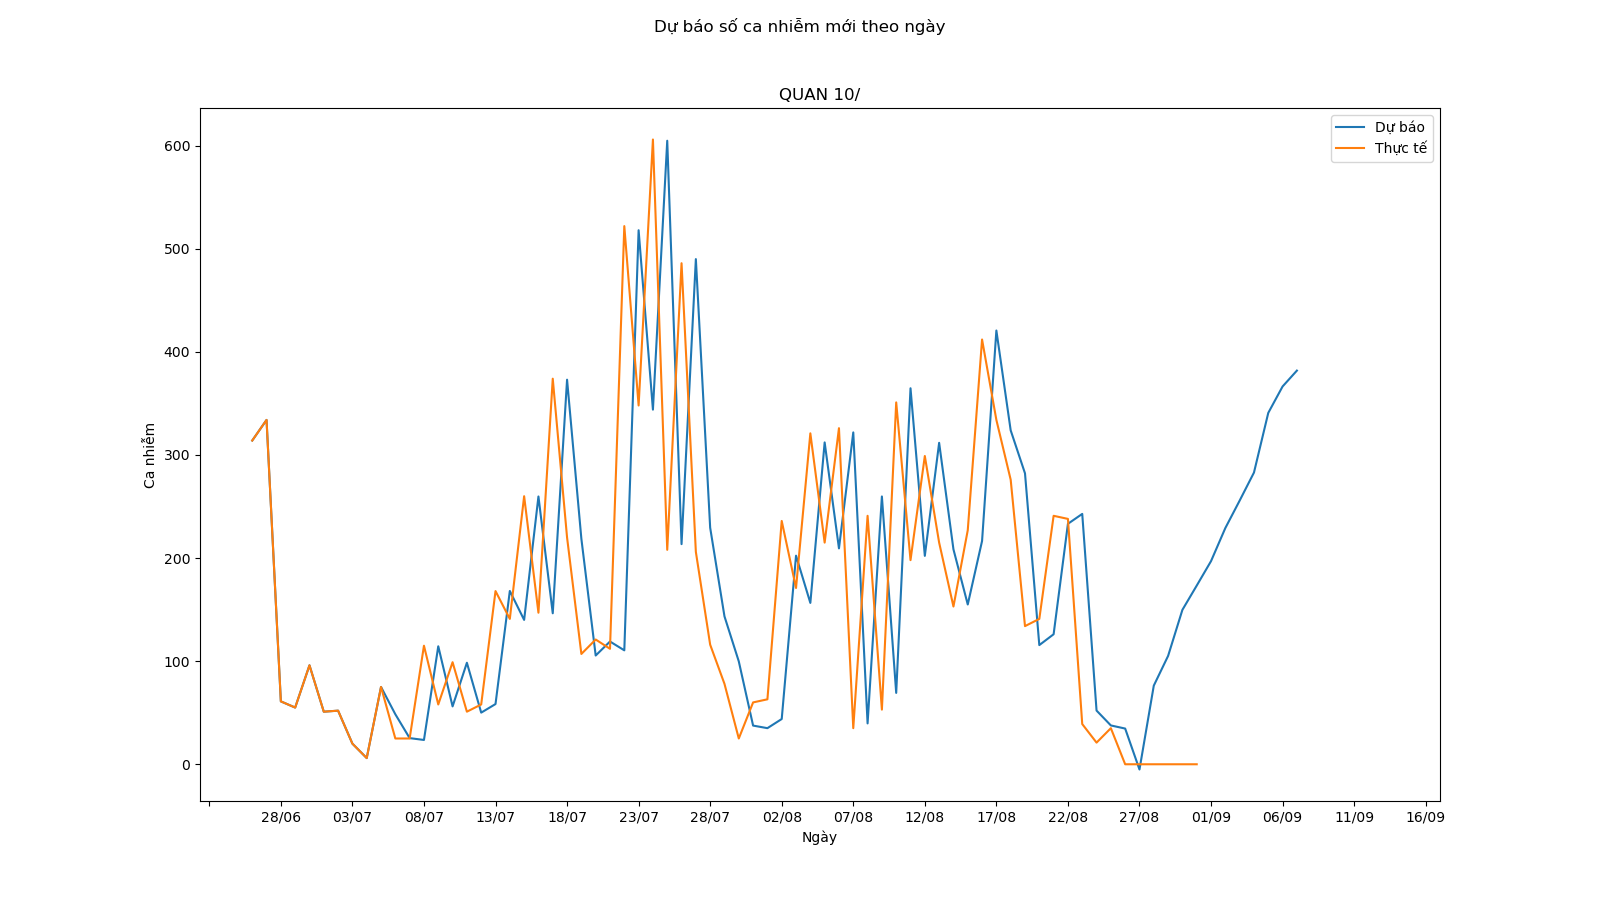 Dự báo số ca nhiễm mới theo ngày
QUAN 10/
Dự báo
Thực tế
600
500
400
300
200
100
0
Ca nhiễm
28/06 03/07 08/07 13/07 18/07 23/07 28/07 02/08 07/08 12/08 17/08 22/08 27/08 01/09 06/09 11/09 16/09
Ngày